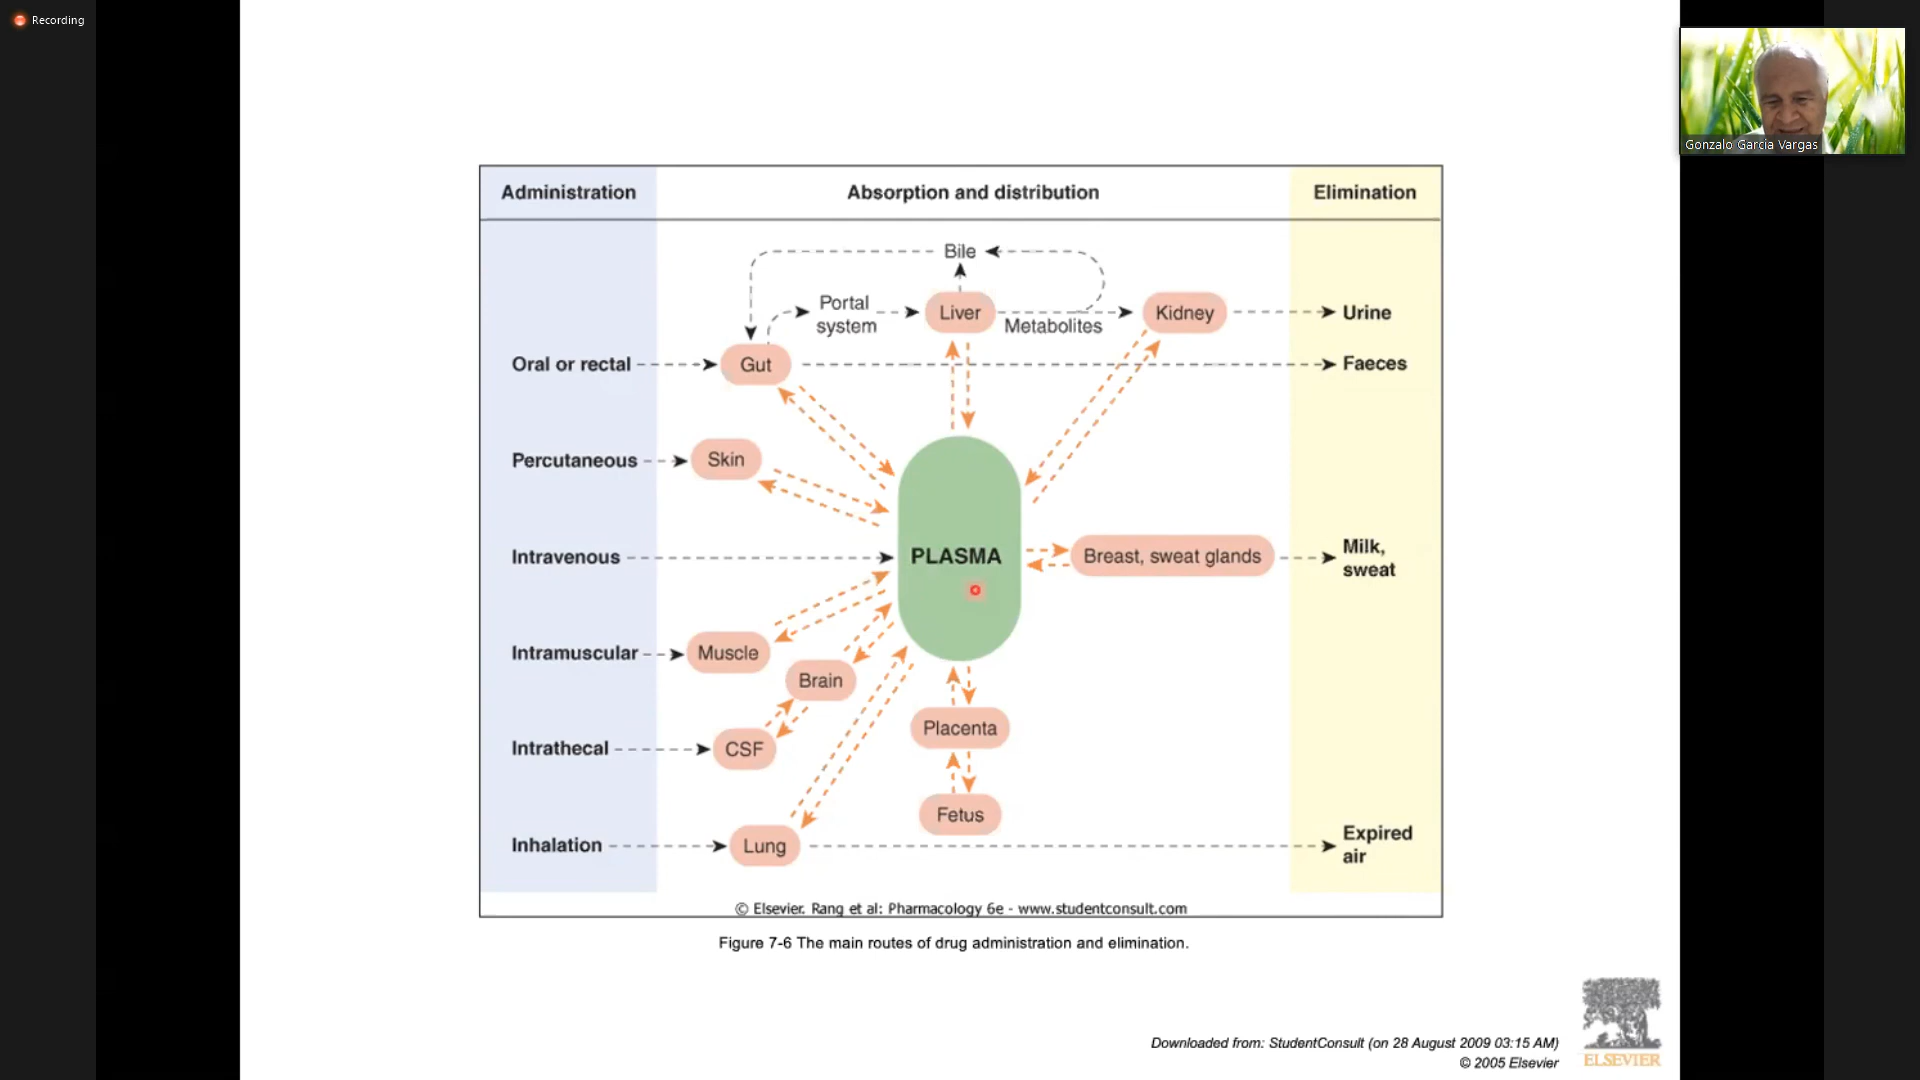 Recording
Gonzalo Garcia Vargas
Administration
Absorption and distribution
Elimination
Bile
Portal
system
Liver
Metabolites
Kidney
Urine
Oral or rectal
Gut
Faeces
Percutaneous
Skin
Intravenous
PLASMA
Breast, sweat glands
Milk,
sweat
Intramuscular
Muscle
Brain
Placenta
Intrathecal
CSF
Fetus
Inhalation
Lung
Expired
air
© Elsevier. Rang et al: Pharmacology 6e - www.studentconsult.com
Figure 7-6 The main routes of drug administration and elimination.
Downloaded from: StudentConsult (on 28 August 2009 03:15 AM)
© 2005 Elsevier
ELSEVIER